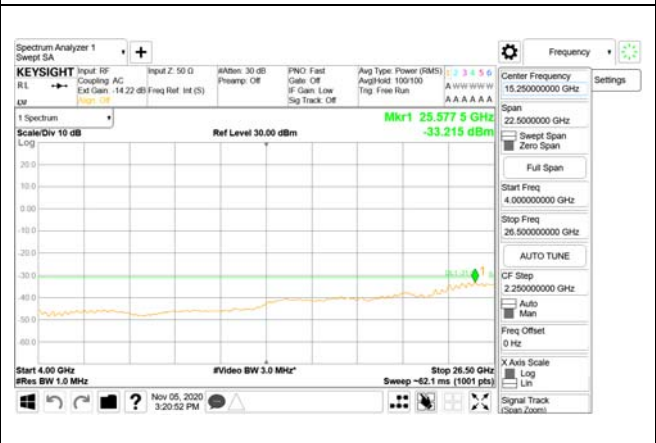 Spectrum Analyzer 1
Swept SA
+
Frequency
KEYSIGHT
Input: RF
Input Z: 50 Ω
#Atten: 30 dB
PNO: Fast
Avg Type: Power (RMS)
1 2 3 4 5 6
RL
Coupling: AC
Preamp: Off
Gate: Off
Avg|Hold: 100/100
A W W W W W
Ext Gain: -14.22 dB
Freq Ref: Int (S)
IF Gain: Low
Trig: Free Run
Align: Off
Sig Track: Off
A A A A A A
1 Spectrum
Mkr1 25.577 5 GHz
Scale/Div 10 dB
Ref Level 30.00 dBm
-33.215 dBm
Log
20.0
10.0
0.00
-10.0
-20.0
-30.0
-40.0
-50.0
-60.0
1
Start 4.00 GHz
#Video BW 3.0 MHz*
Stop 26.50 GHz
#Res BW 1.0 MHz
Sweep ~62.1 ms (1001 pts)
Center Frequency
15.250000000 GHz
Settings
Span
22.5000000 GHz
Swept Span
Zero Span
Full Span
Start Freq
4.000000000 GHz
Stop Freq
26.500000000 GHz
AUTO TUNE
CF Step
2.250000000 GHz
Auto
Man
Freq Offset
0 Hz
X Axis Scale
Log
Lin
Signal Track
(Span Zoom)
?
Nov 05, 2020
3:20:52 PM